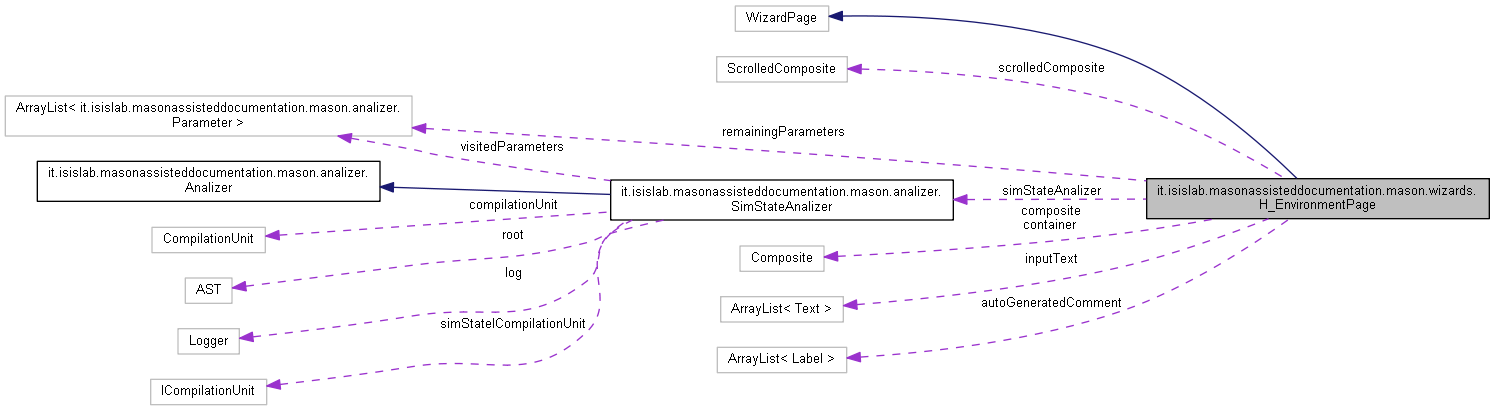 WizardPage
ScrolledComposite
scrolledComposite
ArrayList< it.isislab.masonassisteddocumentation.mason.analizer.
Parameter >
remainingParameters
visitedParameters
it.isislab.masonassisteddocumentation.mason.analizer.
Analizer
it.isislab.masonassisteddocumentation.mason.analizer.
SimStateAnalizer
simStateAnalizer
it.isislab.masonassisteddocumentation.mason.wizards.
H_EnvironmentPage
compilationUnit
CompilationUnit
composite
container
root
Composite
inputText
log
AST
autoGeneratedComment
ArrayList< Text >
simStateICompilationUnit
Logger
ArrayList< Label >
ICompilationUnit